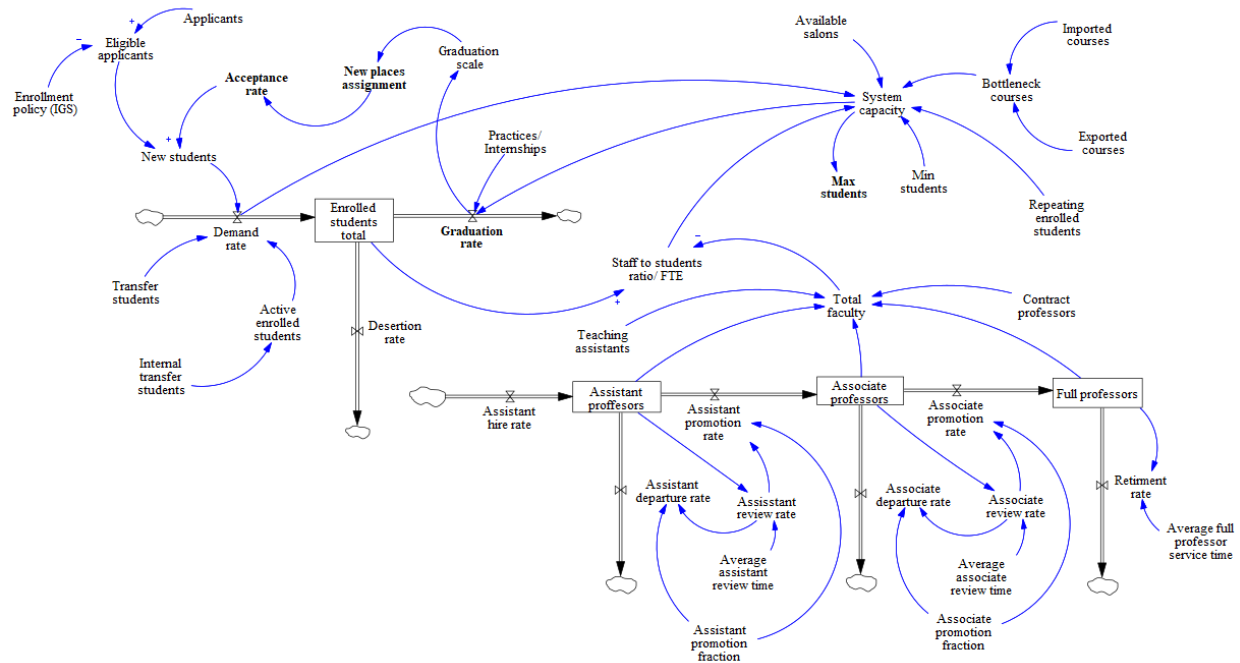 Applicants
+
−
Eligible
applicants
Enrollment
policy (IGS)
Acceptance
rate
New places
assignment
Graduation
scale
+
New students
Practices/
Internships
Available
salons
Imported
courses
Bottleneck
courses
Exported
courses
System
capacity
Max
students
Min
students
Repeating
enrolled
students
Enrolled
students
total
Demand
rate
Graduation
rate
Transfer
students
Active
enrolled
students
Internal
transfer
students
Desertion
rate
−
Staff to students
ratio/ FTE
+
Teaching
assistants
Total
faculty
Contract
professors
Assistant
hire rate
Assistant
proffesors
Assistant
promotion
rate
Associate
professors
Associate
promotion
rate
Full professors
Assistant
departure rate
Assisstant
review rate
Average
assistant
review time
Assistant
promotion
fraction
Associate
departure rate
Associate
review rate
Average
associate
review time
Associate
promotion
fraction
Retirment
rate
Average full
professor
service time